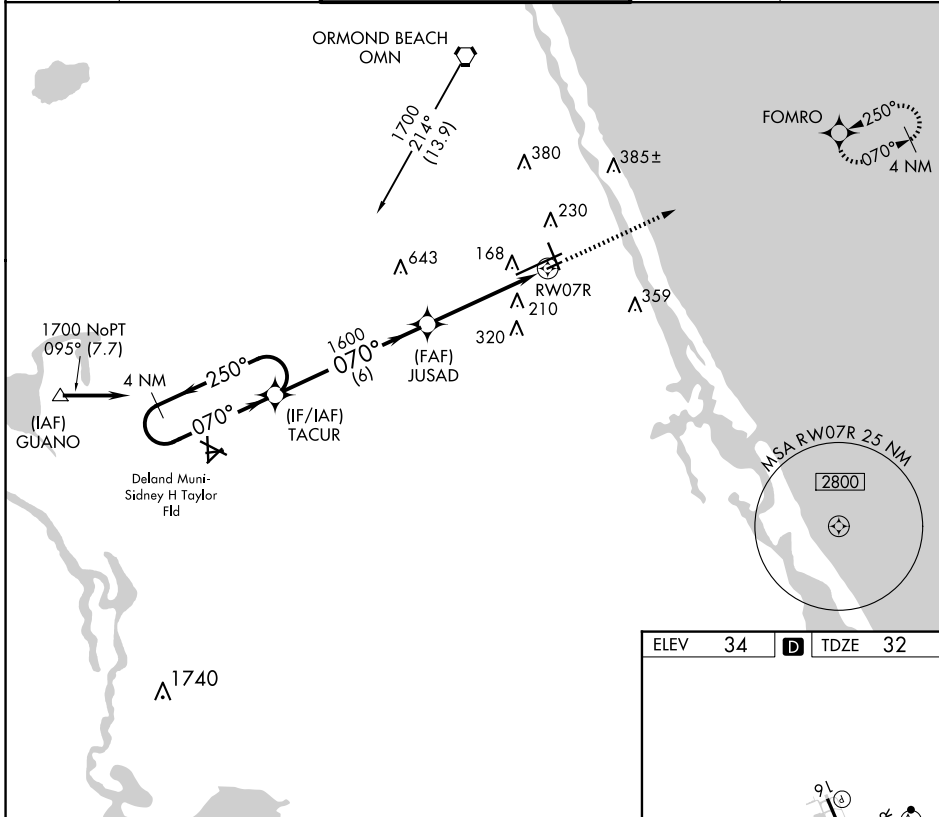 ORMOND BEACH
OMN
1700
214°
(13.9)
FOMRO
250°
070°
4 NM
380
385±
230
643
168
RW07R
210
320
359
1700 NoPT
095° (7.7)
(IAF)
GUANO
4 NM
250°
070°
(IF/IAF)
TACUR
1600
070°
(6)
(FAF)
JUSAD
Deland Muni-
Sidney H Taylor
Fld
MSA RW07R 25 NM
2800
1740
ELEV 34 D TDZE 32
16
P